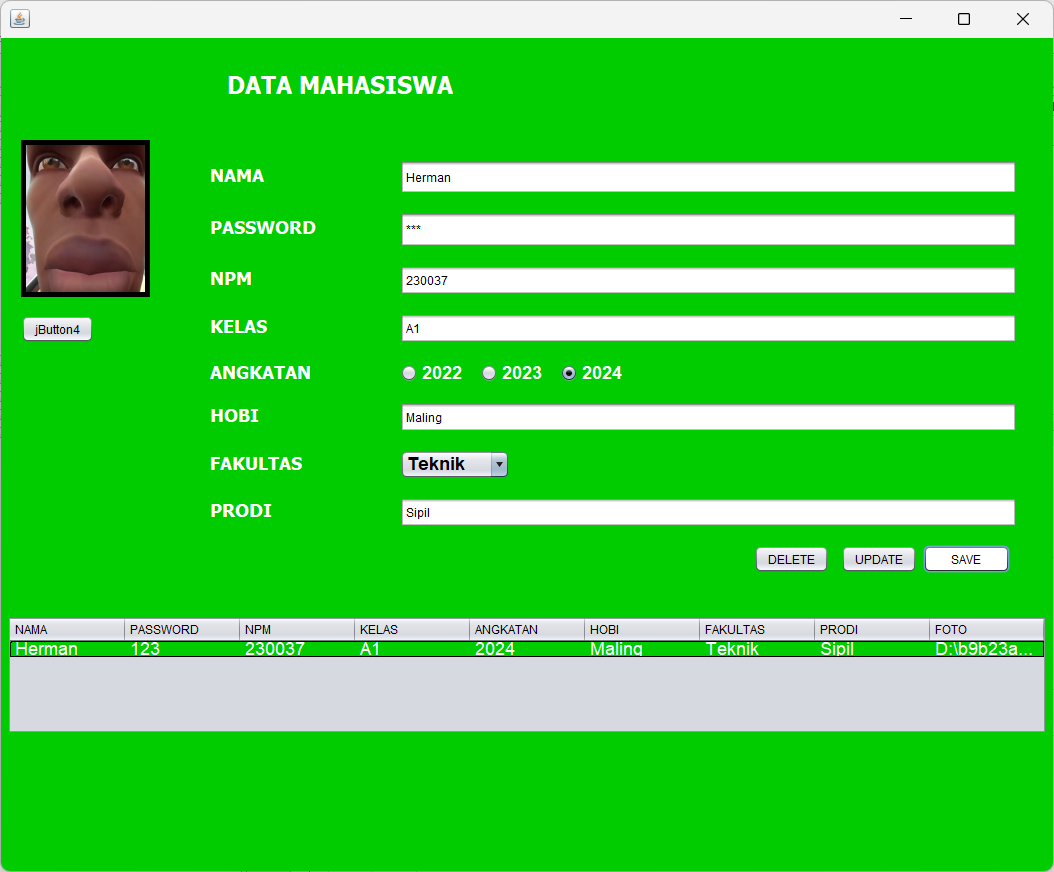 DATA MAHASISWA
NAMA Herman
PASSWORD ***
NPM 230037
jButton4
KELAS A1
ANGKATAN 2022 2023 2024
HOBI Maling
FAKULTAS Teknik
PRODI Sipil
DELETE UPDATE SAVE
NAMA PASSWORD NPM KELAS ANGKATAN HOBI FAKULTAS PRODI FOTO
Herman 123 230037 A1 2024 Maling Teknik Sipil D:\b9b23a...